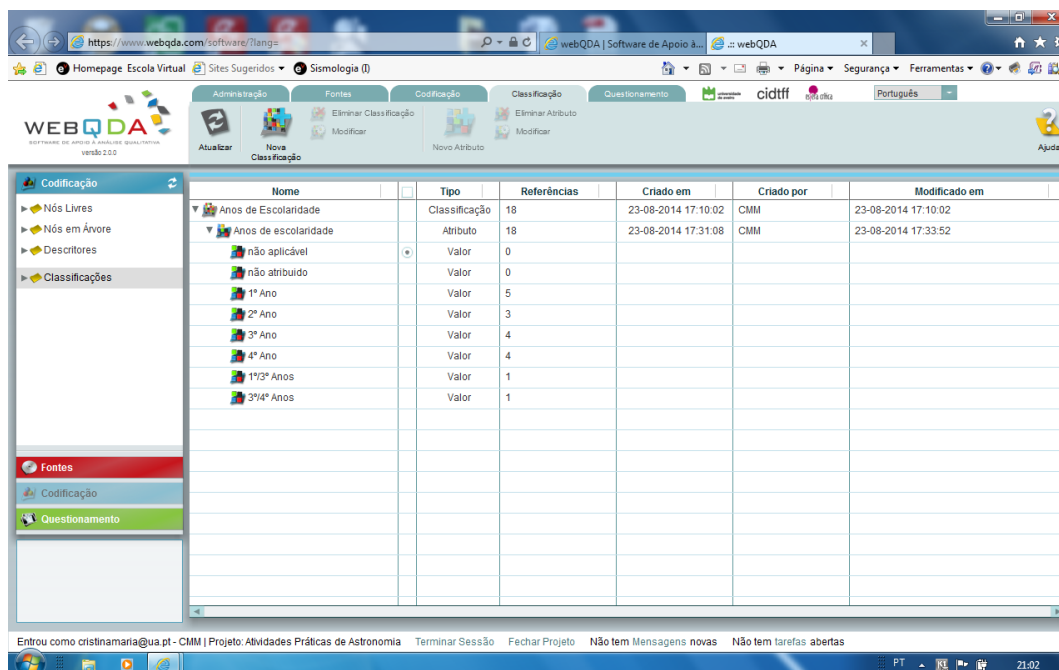 https://www.webqda.com/software/?lang=
webQDA | Software de Apoio à...
.:: webQDA
Homepage Escola Virtual
Sites Sugeridos
Sismologia (I)
Página
Segurança
Ferramentas
Administração
Fontes
Codificação
Classificação
Questionamento
cidtff
Português
WEBQDA
SOFTWARE DE APOIO À ANÁLISE QUALITATIVA
versão 2.0.0
Atualizar
Nova Classificação
Eliminar Classificação
Modificar
Novo Atributo
Eliminar Atributo
Modificar
Ajuda
Codificação
Nós Livres
Nós em Árvore
Descritores
Classificações
Fontes
Codificação
Questionamento
Nome Tipo Referências Criado em Criado por Modificado em
Anos de Escolaridade Classificação 18 23-08-2014 17:10:02 CMM 23-08-2014 17:10:02
Anos de escolaridade Atributo 18 23-08-2014 17:31:08 CMM 23-08-2014 17:33:52
não aplicável Valor 0
não atribuido Valor 0
1º Ano Valor 5
2º Ano Valor 3
3º Ano Valor 4
4º Ano Valor 4
1º/3º Anos Valor 1
3º/4º Anos Valor 1
Entrou como cristinamaria@ua.pt - CMM | Projeto: Atividades Práticas de Astronomia Terminar Sessão Fechar Projeto Não tem Mensagens novas Não tem tarefas abertas
PT 21:02